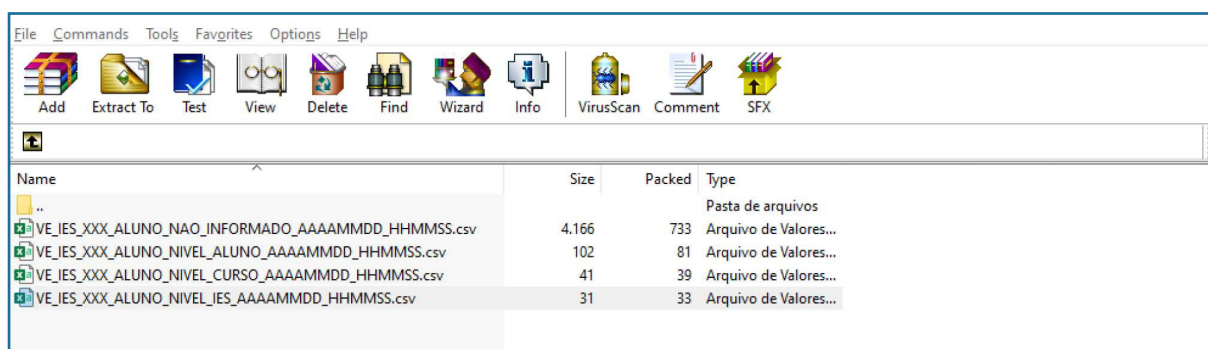 File Commands Tools Favorites Options Help
Add Extract To Test View Delete Find Wizard Info VirusScan Comment SFX
Name Size Packed Type
.. Pasta de arquivos
VE_IES_XXX_ALUNO_NAO_INFORMADO_AAAAMMDD_HHMMSS.csv 4.166 733 Arquivo de Valores...
VE_IES_XXX_ALUNO_NIVEL_ALUNO_AAAAMMDD_HHMMSS.csv 102 81 Arquivo de Valores...
VE_IES_XXX_ALUNO_NIVEL_CURSO_AAAAMMDD_HHMMSS.csv 41 39 Arquivo de Valores...
VE_IES_XXX_ALUNO_NIVEL_IES_AAAAMMDD_HHMMSS.csv 31 33 Arquivo de Valores...